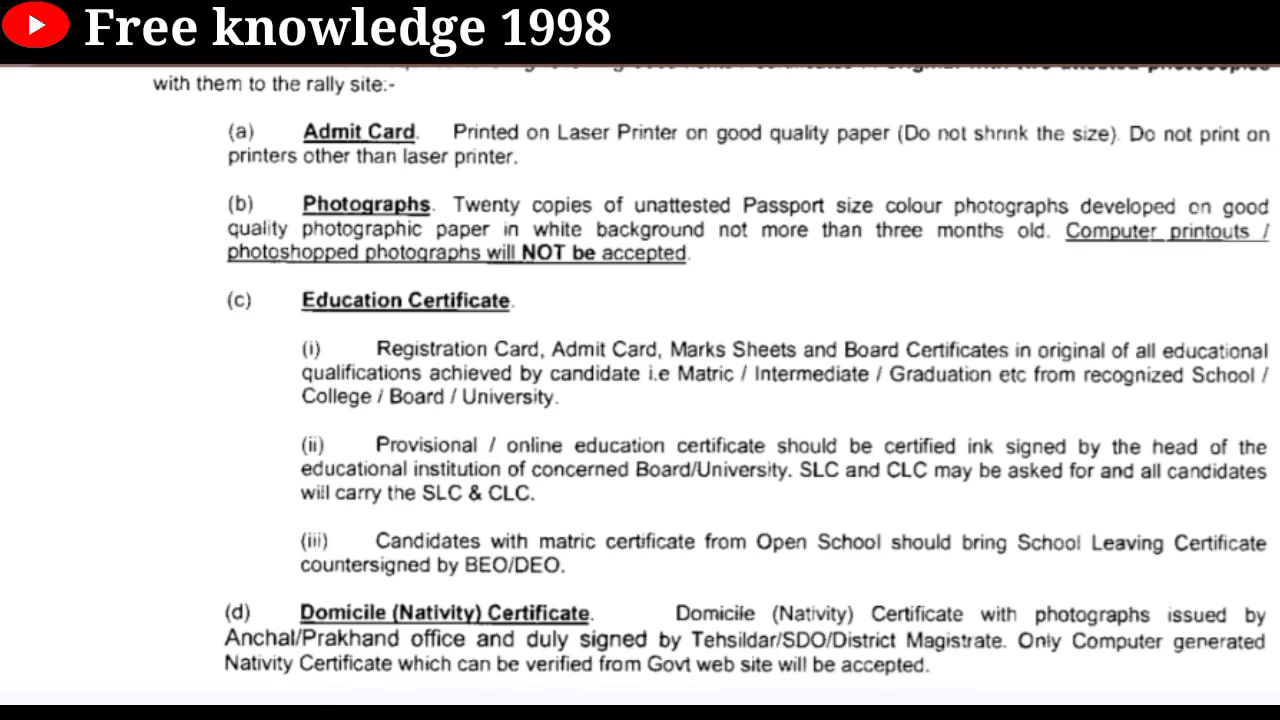 Free knowledge 1998
with them to the rally site:-
(a) Admit Card. Printed on Laser Printer on good quality paper (Do not shrink the size). Do not print on
printers other than laser printer.
(b) Photographs. Twenty copies of unattested Passport size colour photographs developed on good
quality photographic paper in white background not more than three months old. Computer printouts /
photoshopped photographs will NOT be accepted.
(c) Education Certificate.
(i) Registration Card, Admit Card, Marks Sheets and Board Certificates in original of all educational
qualifications achieved by candidate i.e Matric / Intermediate / Graduation etc from recognized School /
College / Board / University.
(ii) Provisional / online education certificate should be certified ink signed by the head of the
educational institution of concerned Board/University. SLC and CLC may be asked for and all candidates
will carry the SLC & CLC.
(iii) Candidates with matric certificate from Open School should bring School Leaving Certificate
countersigned by BEO/DEO.
(d) Domicile (Nativity) Certificate. Domicile (Nativity) Certificate with photographs issued by
Anchal/Prakhand office and duly signed by Tehsildar/SDO/District Magistrate. Only Computer generated
Nativity Certificate which can be verified from Govt web site will be accepted.